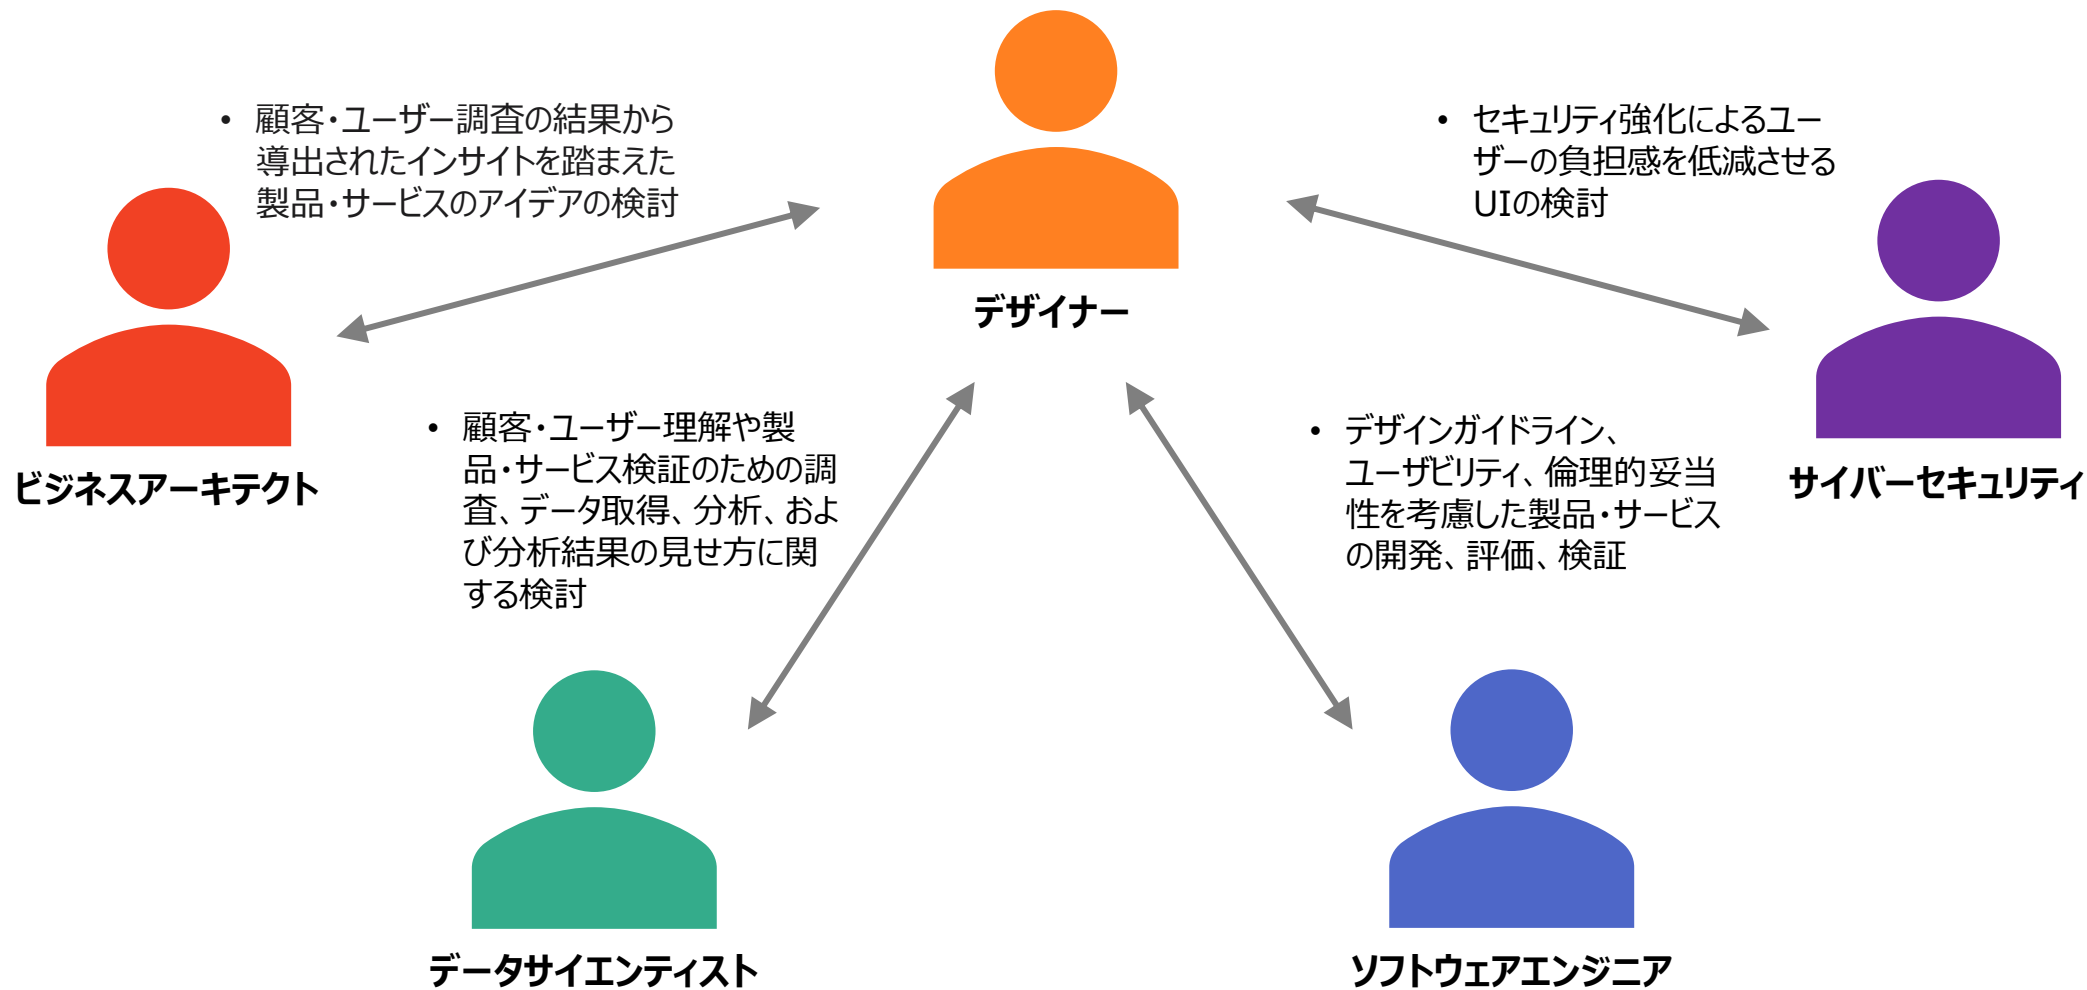 • 顧客・ユーザー調査の結果から
導出されたインサイトを踏まえた
製品・サービスのアイデアの検討
• セキュリティ強化によるユー
ザーの負担感を低減させる
UIの検討
デザイナー
ビジネスアーキテクト
• 顧客・ユーザー理解や製
品・サービス検証のための調
査、データ取得、分析、およ
び分析結果の見せ方に関
する検討
• デザインガイドライン、
ユーザビリティ、倫理的妥当
性を考慮した製品・サービス
の開発、評価、検証
サイバーセキュリティ
データサイエンティスト
ソフトウェアエンジニア